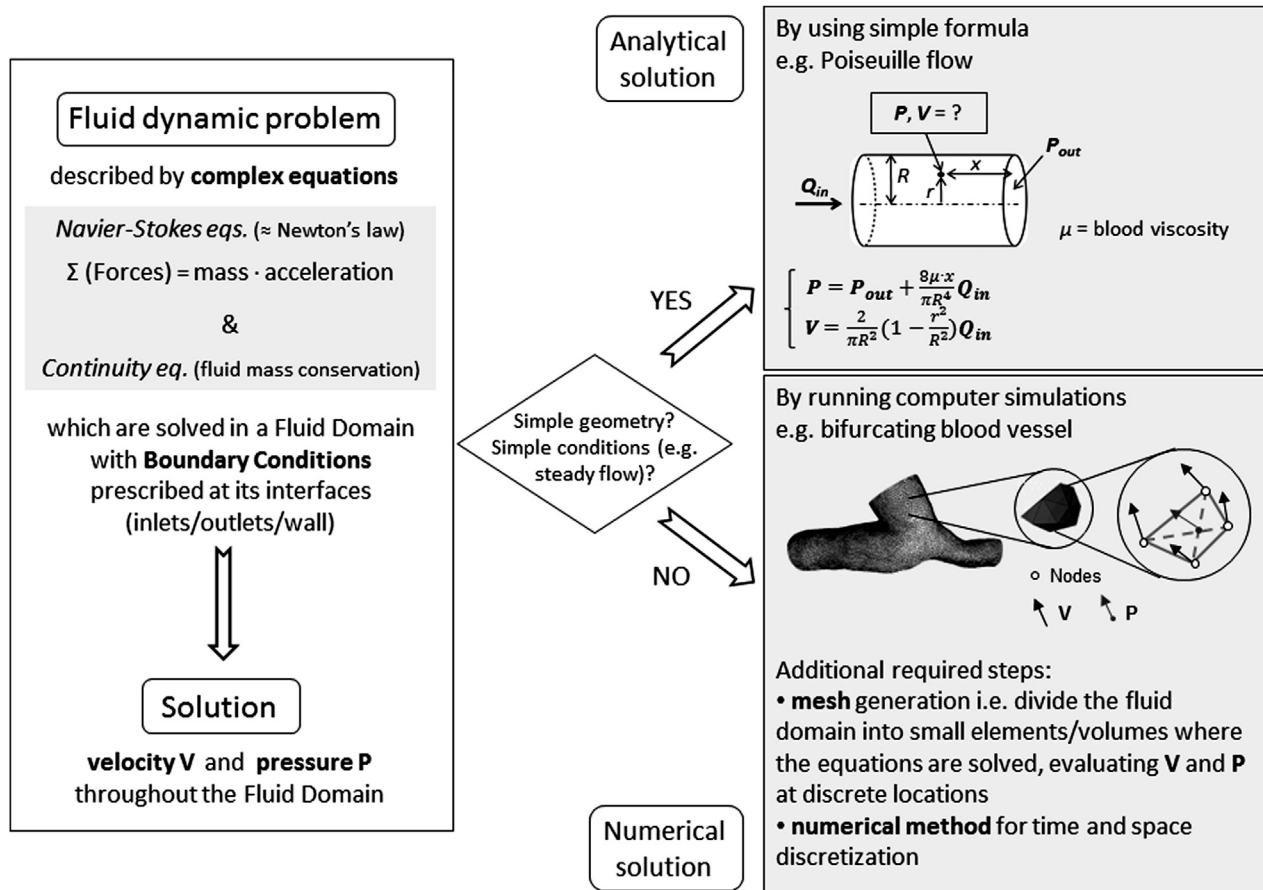 Fluid dynamic problem
described by complex equations
Navier-Stokes eqs. (≈ Newton's law)
Σ (Forces) = mass · acceleration
&
Continuity eq. (fluid mass conservation)
which are solved in a Fluid Domain
with Boundary Conditions
prescribed at its interfaces
(inlets/outlets/wall)
Solution
velocity V and pressure P
throughout the Fluid Domain
Simple geometry?
Simple conditions (e.g.
steady flow)?
YES
NO
Analytical
solution
By using simple formula
e.g. Poiseuille flow
P, V = ?
P_out
R
x
r
Q_in
μ = blood viscosity
P = P_out + \frac{8μ·x}{πR^4} Q_in
V = \frac{2}{πR^2}(1 − \frac{r^2}{R^2})Q_in
Numerical
solution
By running computer simulations
e.g. bifurcating blood vessel
Nodes
V
P
Additional required steps:
• mesh generation i.e. divide the fluid
domain into small elements/volumes where
the equations are solved, evaluating V and P
at discrete locations
• numerical method for time and space
discretization